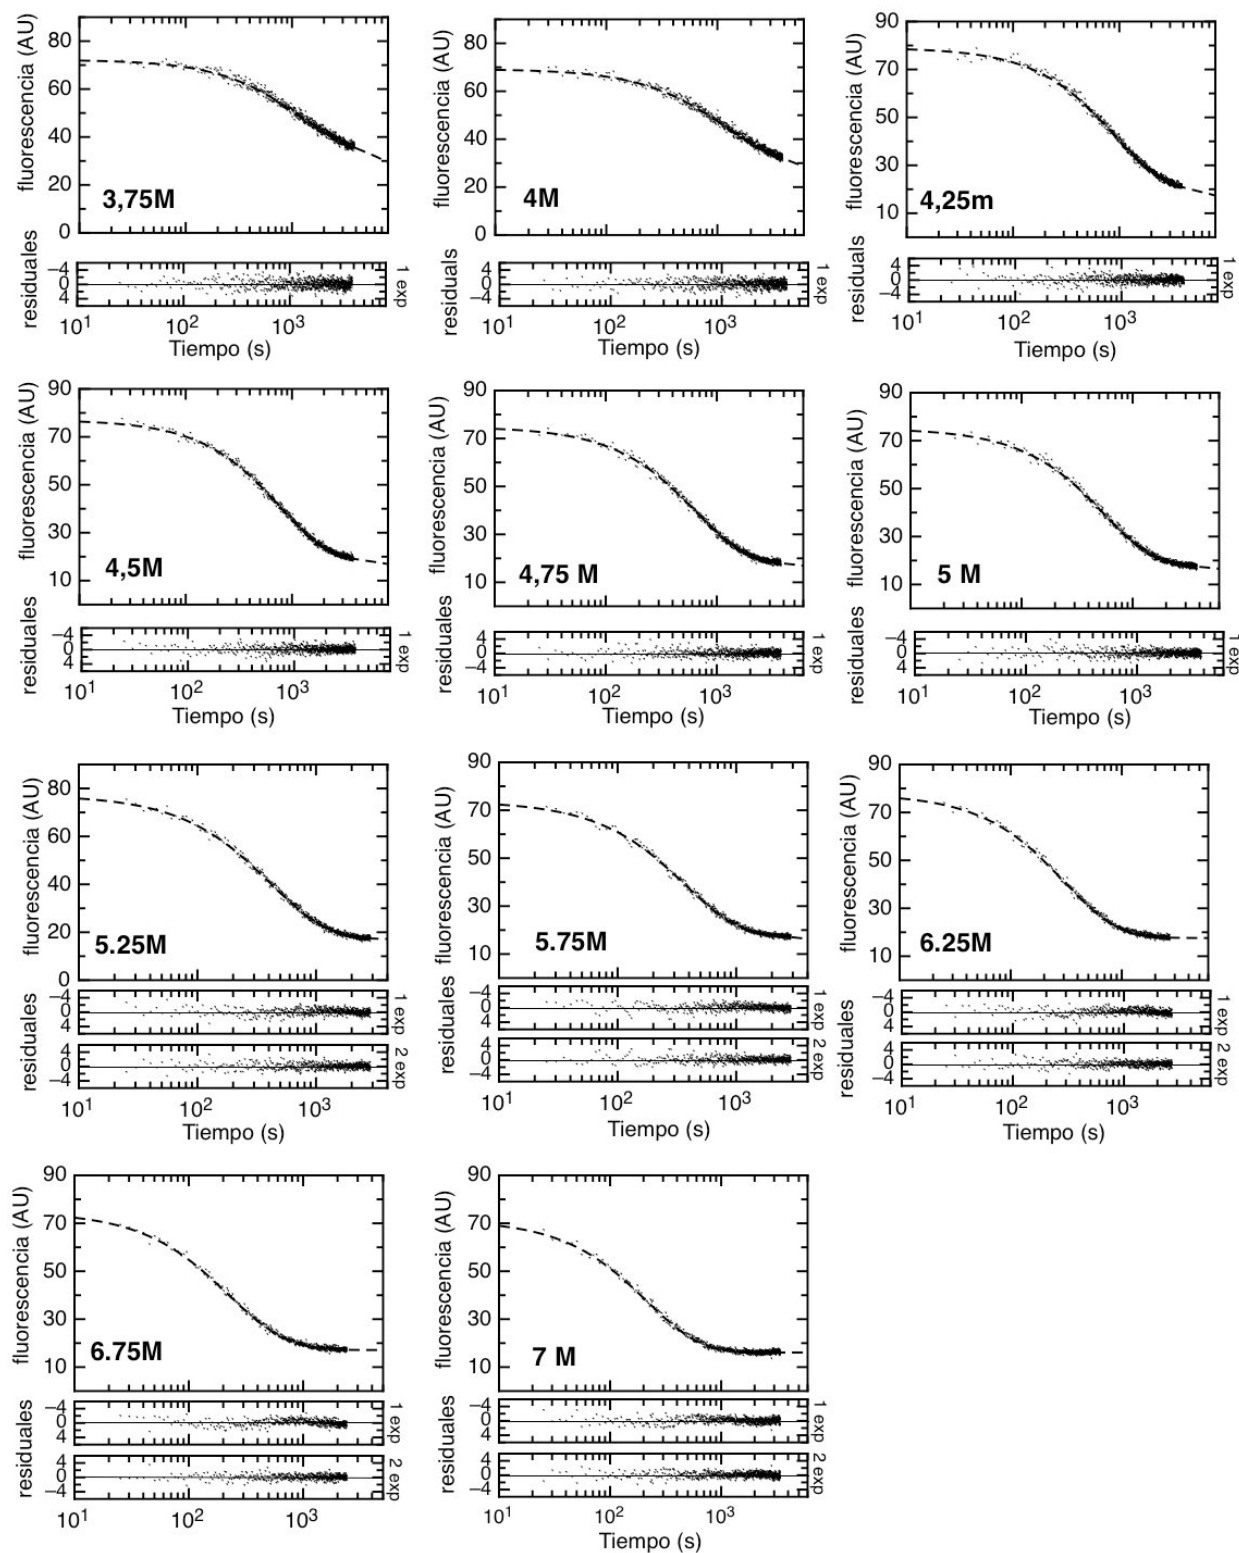 fluorescencia (AU)
80
60
40
20
0
3,75M
residuales
−4
0
4
1 exp
10¹ 10² 10³
Tiempo (s)
fluorescencia (AU)
80
60
40
20
0
4M
residuals
4
0
−4
1 exp
10¹ 10² 10³
Tiempo (s)
fluorescencia (AU)
90
70
50
30
10
4,25m
residuales
4
0
−4
1 exp
10¹ 10² 10³
Tiempo (s)
fluorescencia (AU)
90
70
50
30
10
4,5M
residuales
−4
0
4
1 exp
10¹ 10² 10³
Tiempo (s)
fluorescencia (AU)
90
70
50
30
10
4,75 M
residuales
4
0
−4
1 exp
10¹ 10² 10³
Tiempo (s)
fluorescencia (AU)
90
70
50
30
10
5 M
residuales
4
0
−4
1 exp
10¹ 10² 10³
Tiempo (s)
fluorescencia (AU)
80
60
40
20
0
5.25M
residuales
−4
0
4
1 exp
4
0
−4
2 exp
10¹ 10² 10³
Tiempo (s)
fluorescencia (AU)
90
70
50
30
10
5.75M
residuales
−4
0
4
1 exp
4
0
−4
2 exp
10¹ 10² 10³
Tiempo (s)
fluorescencia (AU)
90
70
50
30
10
6.25M
residuales
−4
0
4
1 exp
4
0
−4
2 exp
10¹ 10² 10³
Tiempo (s)
fluorescencia (AU)
90
70
50
30
10
6.75M
residuales
−4
0
4
1 exp
4
0
−4
2 exp
10¹ 10² 10³
fluorescencia (AU)
90
70
50
30
10
7 M
residuales
−4
0
4
1 exp
4
0
−4
2 exp
10¹ 10² 10³
Tiempo (s)